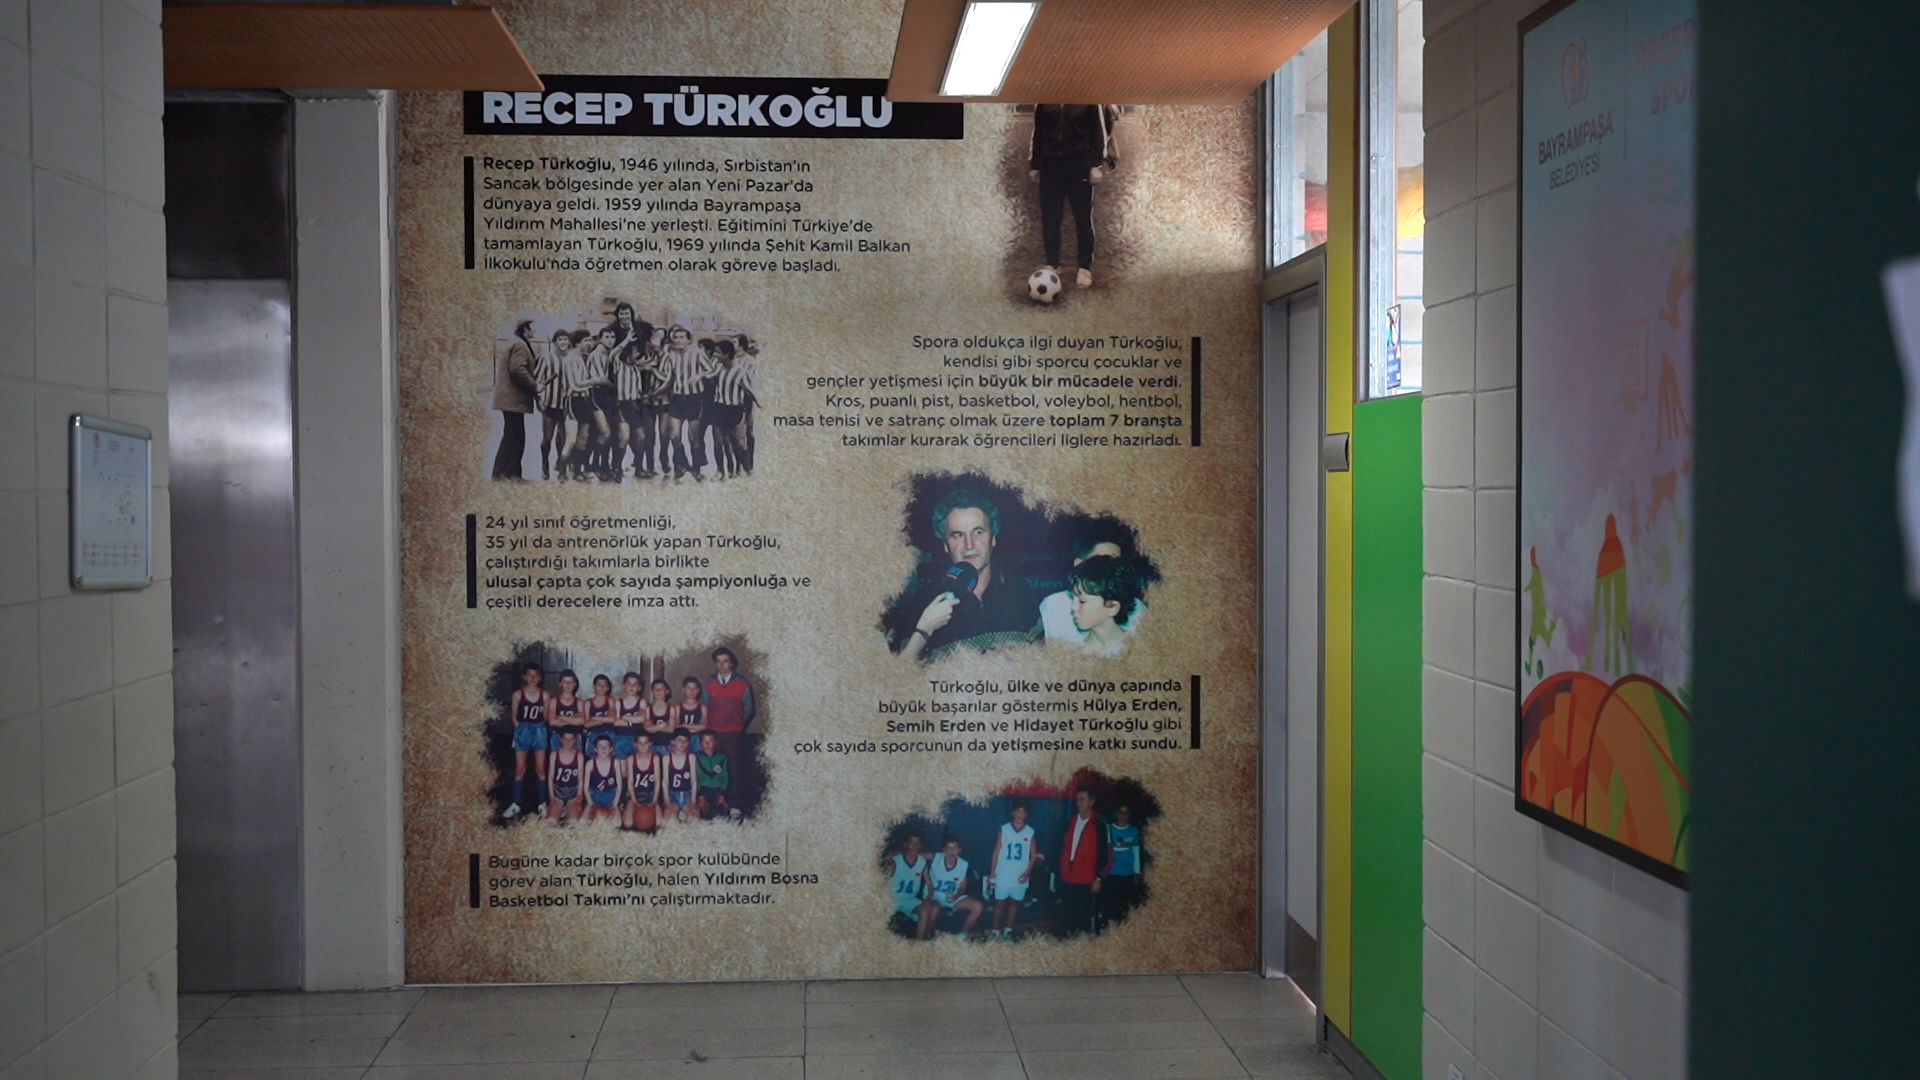 RECEP TÜRKOĞLU
Recep Türkoğlu, 1946 yılında, Sırbistan'ın
Sancak bölgesinde yer alan Yeni Pazar'da
dünyaya geldi. 1959 yılında Bayrampaşa
Yıldırım Mahallesi'ne yerleşti. Eğitimini Türkiye'de
tamamlayan Türkoğlu, 1969 yılında Şehit Kamil Balkan
İlkokulu'nda öğretmen olarak göreve başladı.
Spora oldukça ilgi duyan Türkoğlu,
kendisi gibi sporcu çocuklar ve
gençler yetişmesi için büyük bir mücadele verdi.
Kros, puanlı pist, basketbol, voleybol, hentbol,
masa tenisi ve satranç olmak üzere toplam 7 branşta
takımlar kurarak öğrencileri liglere hazırladı.
24 yıl sınıf öğretmenliği,
35 yıl da antrenörlük yapan Türkoğlu,
çalıştırdığı takımlarla birlikte
ulusal çapta çok sayıda şampiyonluğa ve
çeşitli derecelere imza attı.
Türkoğlu, ülke ve dünya çapında
büyük başarılar göstermiş Hülya Erden,
Semih Erden ve Hidayet Türkoğlu gibi
çok sayıda sporcunun da yetişmesine katkı sundu.
10
11
13
4
14
6
13
Bugüne kadar birçok spor kulübünde
görev alan Türkoğlu, halen Yıldırım Bosna
Basketbol Takımı'nı çalıştırmaktadır.
BAYRAMPAŞA
BELEDİYESİ